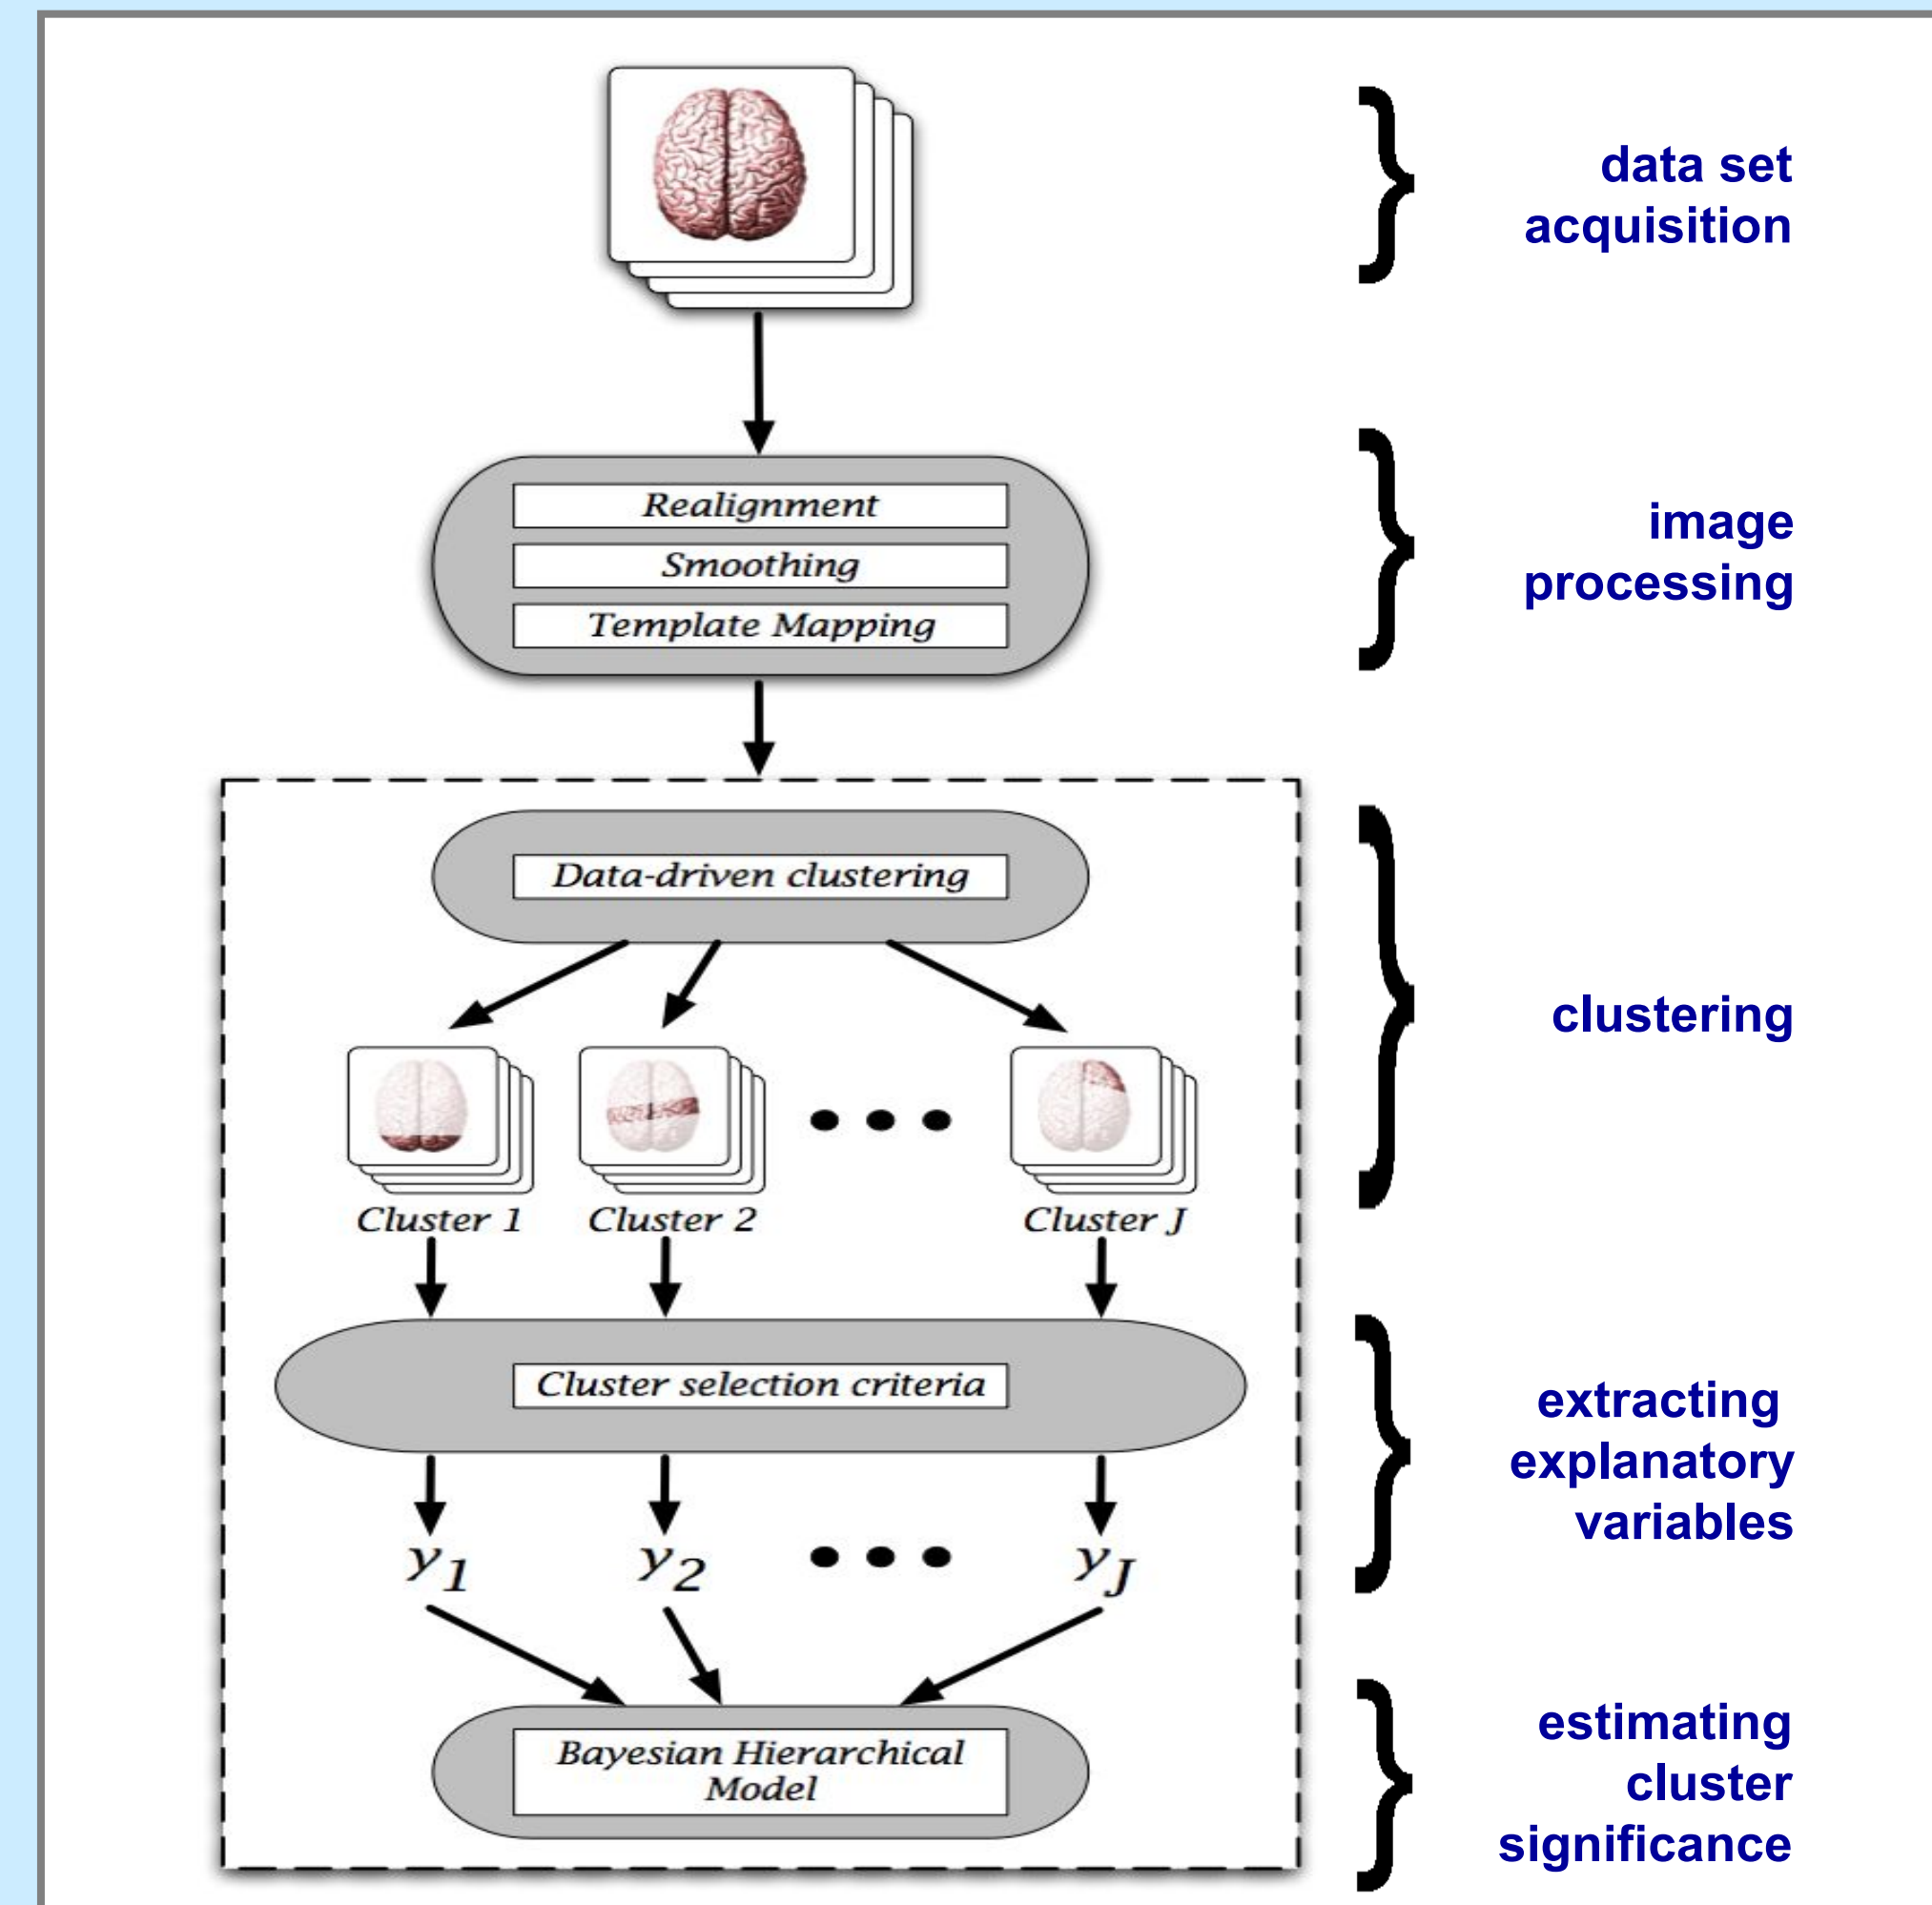 data set
acquisition
Realignment
Smoothing
Template Mapping
image
processing
Data-driven clustering
clustering
Cluster 1
Cluster 2
Cluster J
Cluster selection criteria
extracting
explanatory
variables
y1
y2
yJ
Bayesian Hierarchical
Model
estimating
cluster
significance